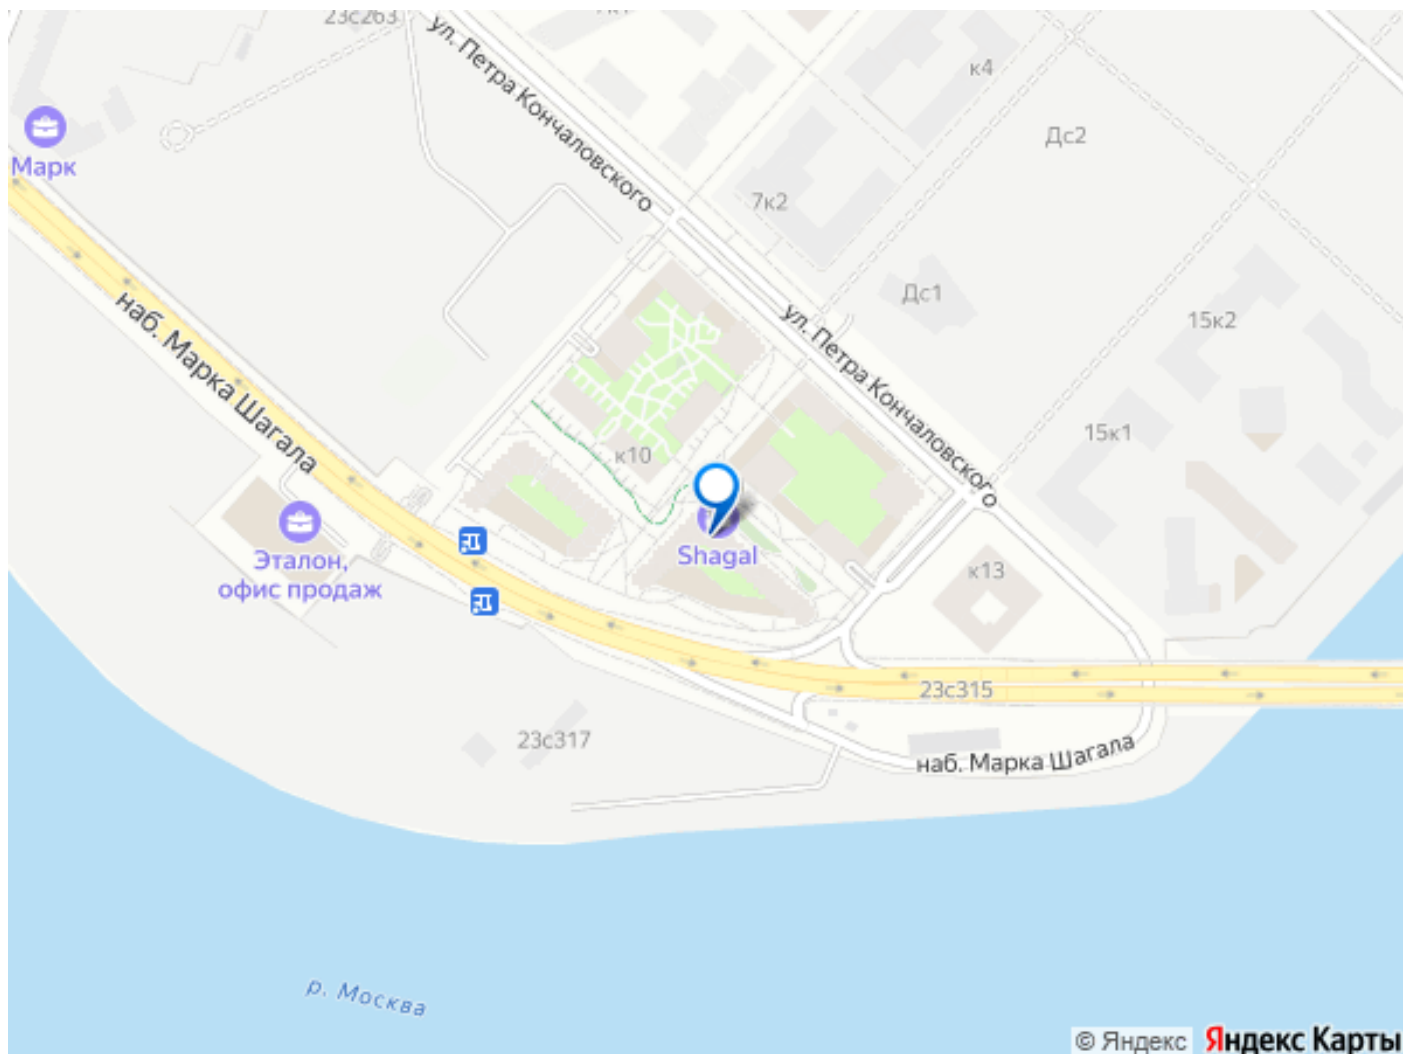 23с263
ул. Петра Кончаловского
к4
Марк
Дс2
7к2
Дс1
ул. Петра Кончаловского
15к2
наб. Марка Шагала
15к1
к10
Эталон,
офис продаж
Shagal
к13
23с315
23с317
наб. Марка Шагала
р. Москва
© Яндекс Яндекс Карты